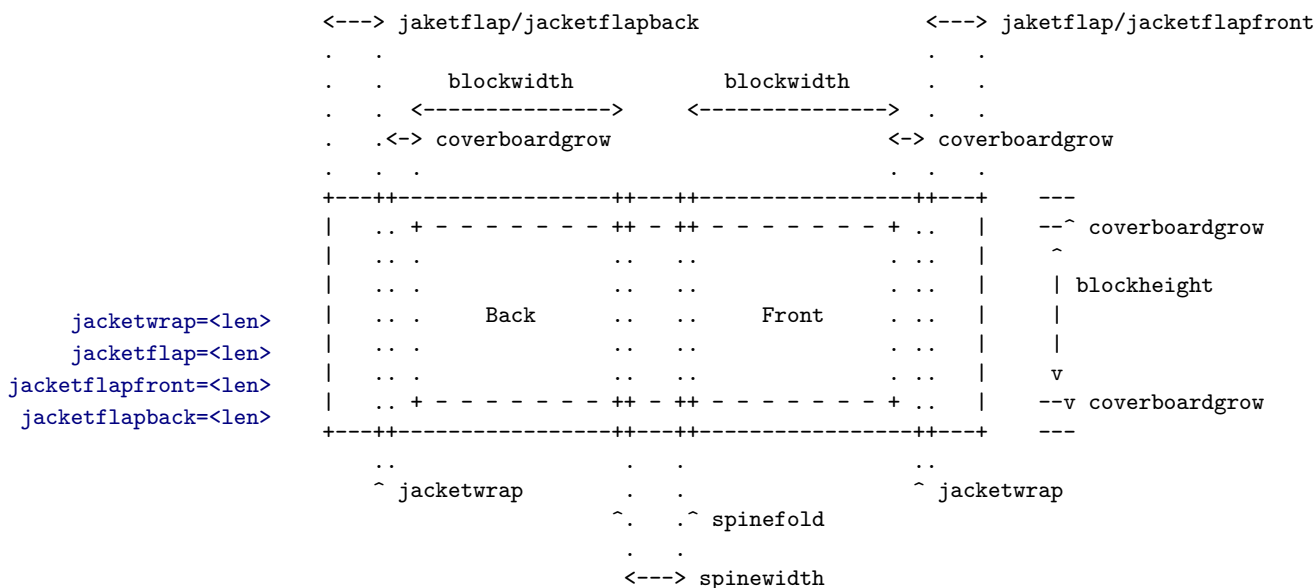 <---> jaketflap/jacketflapback <---> jaketflap/jacketflapfront
. . . .
. . blockwidth blockwidth . .
. . <---------------> <---------------> . .
. .<-> coverboardgrow <-> coverboardgrow
. . . . . .
+---++-----------------++---++-----------------++---+ ---
| .. + - - - - - - - ++ - ++ - - - - - - - + .. | --^ coverboardgrow
| .. . .. .. . .. | ^
| .. . .. .. . .. | | blockheight
jacketwrap=<len> | .. . Back .. .. Front . .. | |
jacketflap=<len> | .. . .. .. . .. | |
jacketflapfront=<len> | .. . .. .. . .. | v
jacketflapback=<len> | .. + - - - - - - - ++ - ++ - - - - - - - + .. | --v coverboardgrow
+---++-----------------++---++-----------------++---+ ---
.. . . ..
^ jacketwrap . . ^ jacketwrap
^. .^ spinefold
. .
<---> spinewidth